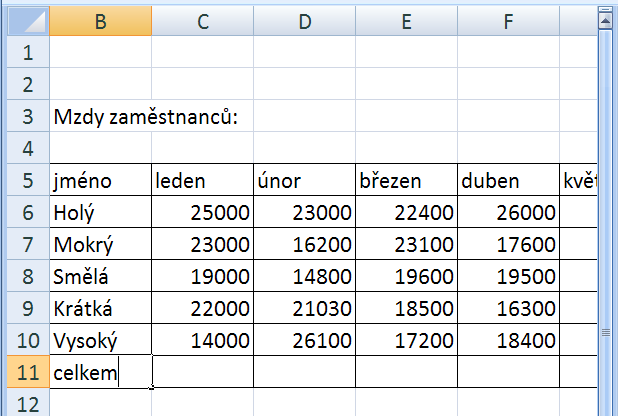 B C D E F
1
2
3 Mzdy zaměstnanců:
4
5 jméno leden únor březen duben květ
6 Holý 25000 23000 22400 26000
7 Mokrý 23000 16200 23100 17600
8 Smělá 19000 14800 19600 19500
9 Krátká 22000 21030 18500 16300
10 Vysoký 14000 26100 17200 18400
11 celkem
12